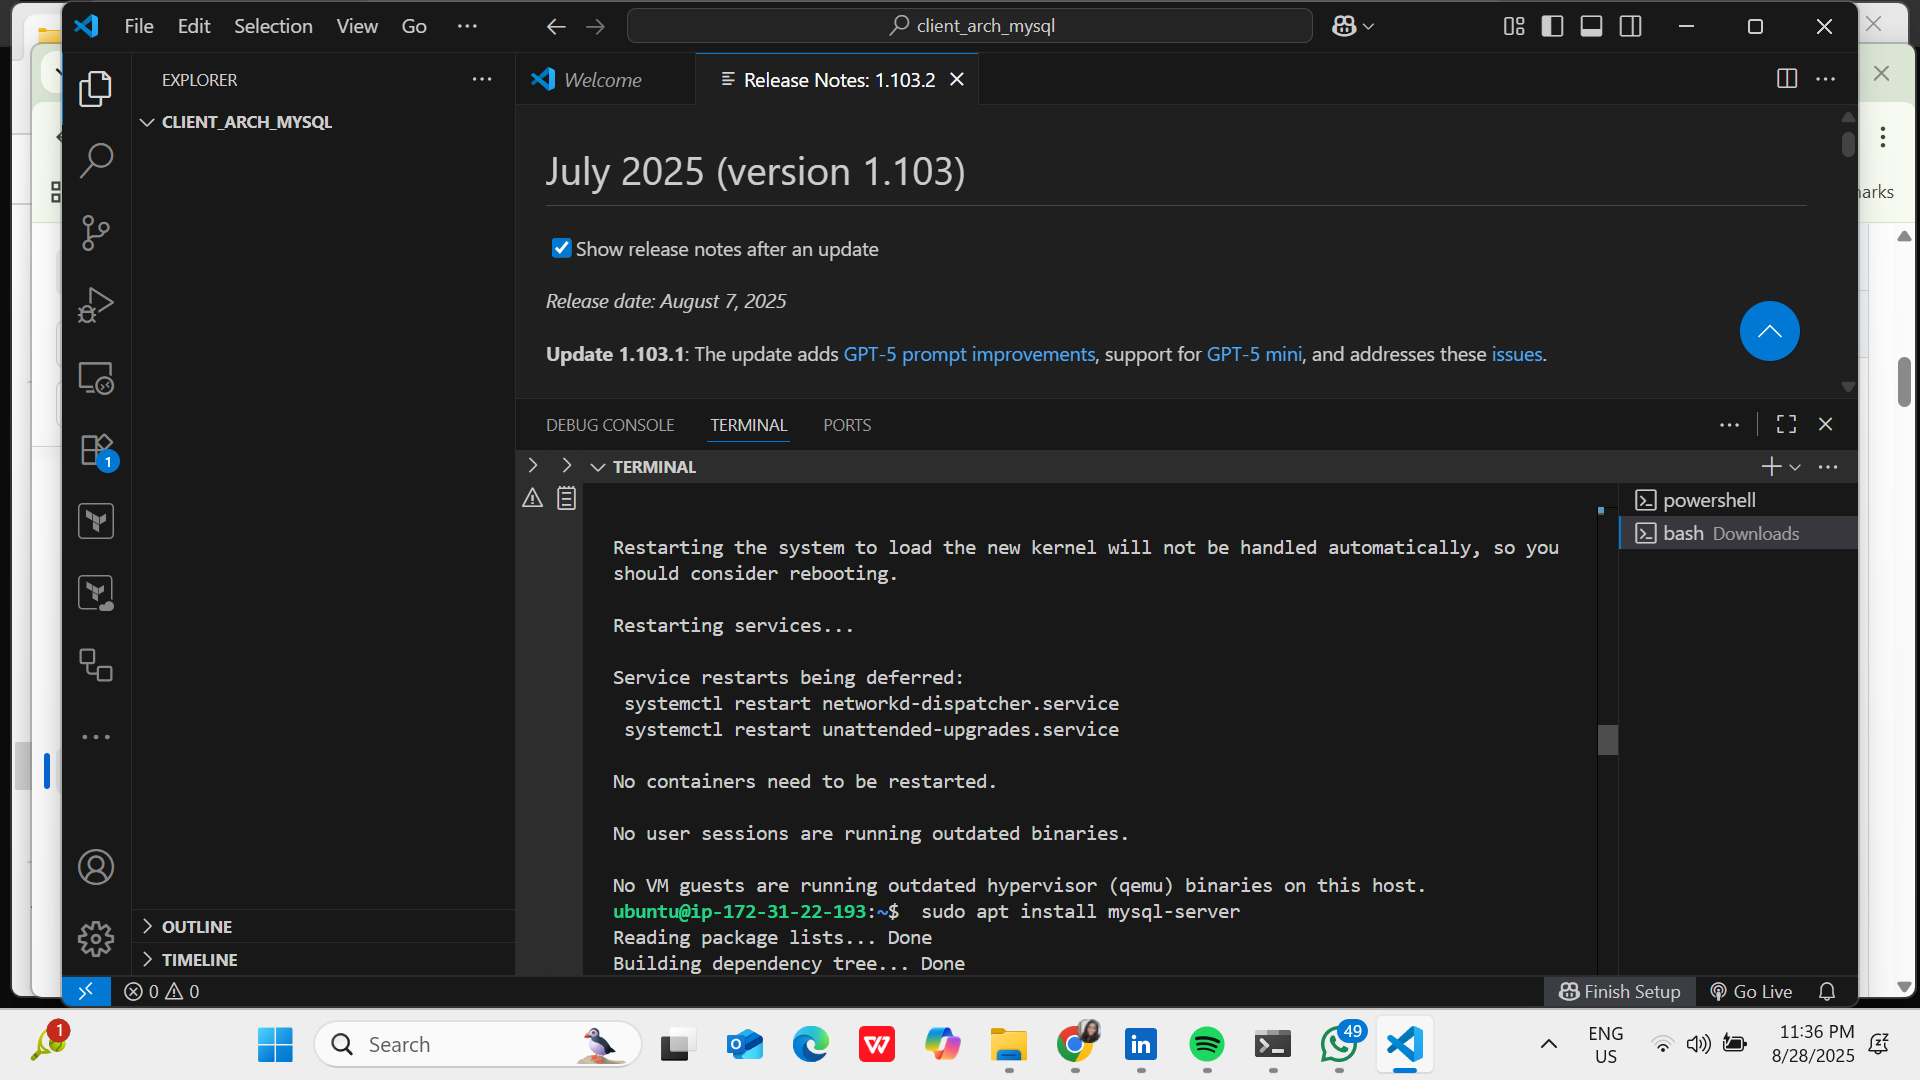 File Edit Selection View Go
client_arch_mysql
EXPLORER
CLIENT_ARCH_MYSQL
Welcome
Release Notes: 1.103.2
July 2025 (version 1.103)
Show release notes after an update
Release date: August 7, 2025
Update 1.103.1: The update adds GPT-5 prompt improvements, support for GPT-5 mini, and addresses these issues.
DEBUG CONSOLE TERMINAL PORTS
TERMINAL
powershell
bash Downloads
Restarting the system to load the new kernel will not be handled automatically, so you
should consider rebooting.
Restarting services...
Service restarts being deferred:
systemctl restart networkd-dispatcher.service
systemctl restart unattended-upgrades.service
No containers need to be restarted.
No user sessions are running outdated binaries.
No VM guests are running outdated hypervisor (qemu) binaries on this host.
ubuntu@ip-172-31-22-193:~$ sudo apt install mysql-server
Reading package lists... Done
Building dependency tree... Done
1
OUTLINE
TIMELINE
0 0
Finish Setup
Go Live
1
Search
49
ENG
US
11:36 PM
8/28/2025